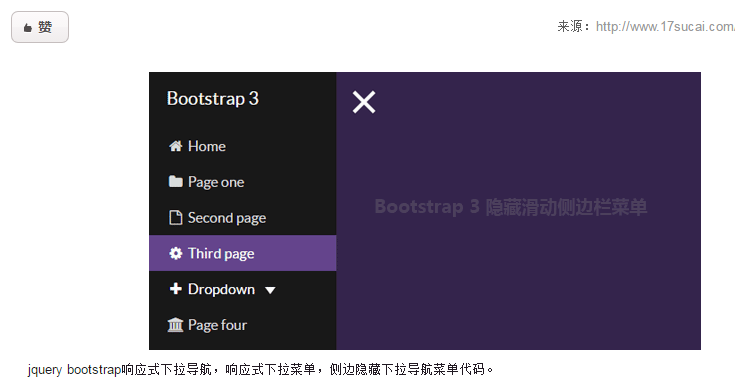 赞
来源：http://www.17sucai.com/
Bootstrap 3
Home
Page one
Bootstrap 3 隐藏滑动侧边栏菜单
Second page
Third page
Dropdown
Page four
jquery bootstrap响应式下拉导航，响应式下拉菜单，侧边隐藏下拉导航菜单代码。